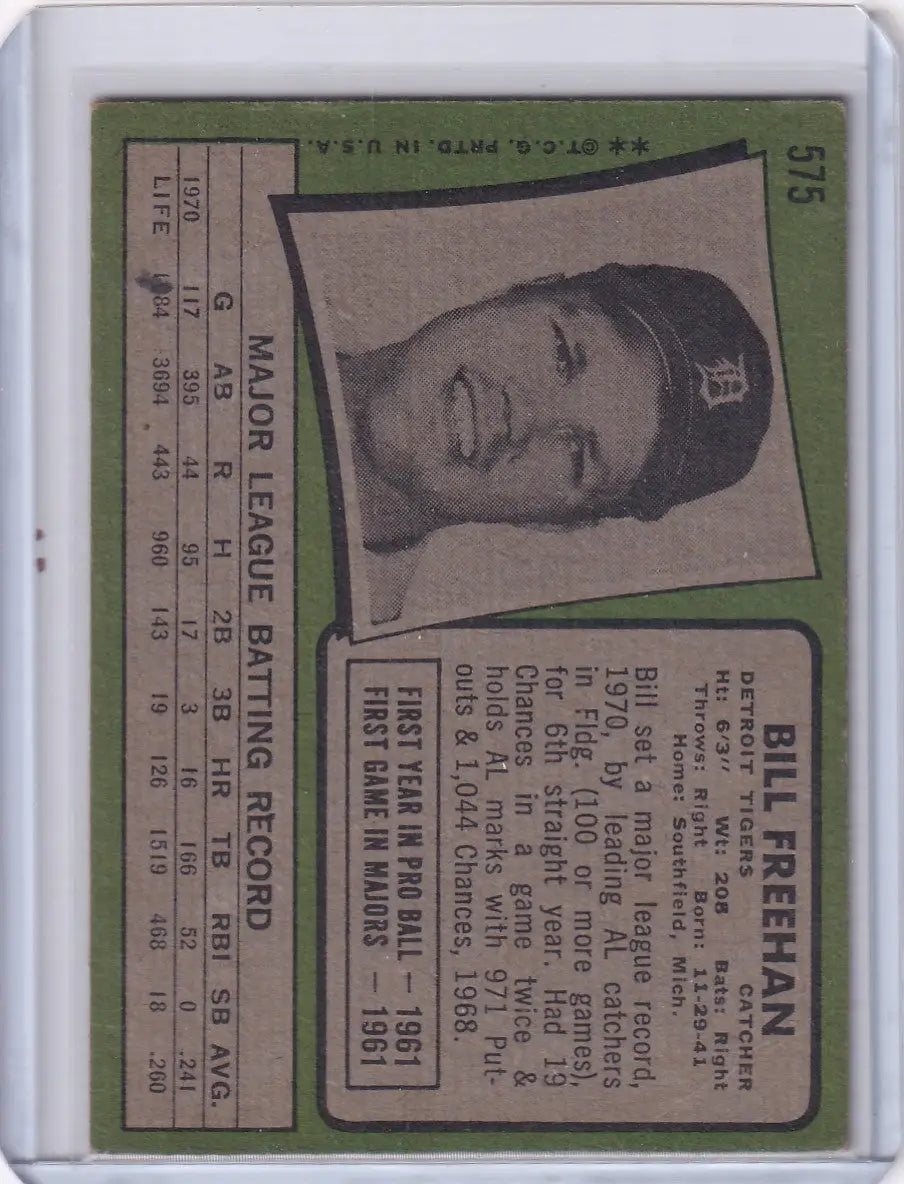 575
** ©T.C.G. PRTD. IN U.S.A.
BILL FREEHAN
DETROIT TIGERS CATCHER
Ht: 6'3" Wt: 208 Bats: Right
Throws: Right Born: 11-29-41
Home: Southfield, Mich.
Bill set a major league record,
1970, by leading AL catchers
in Fldg. (100 or more games),
for 6th straight year. Had 19
Chances in a game twice &
holds AL marks with 971 Put-
outs & 1,044 Chances, 1968.
FIRST YEAR IN PRO BALL — 1961
FIRST GAME IN MAJORS — 1961
MAJOR LEAGUE BATTING RECORD
G AB R H 2B 3B HR TB RBI SB AVG.
1970 117 395 44 95 17 3 16 166 52 0 .241
LIFE 3694 443 960 143 19 126 1519 468 18 .260